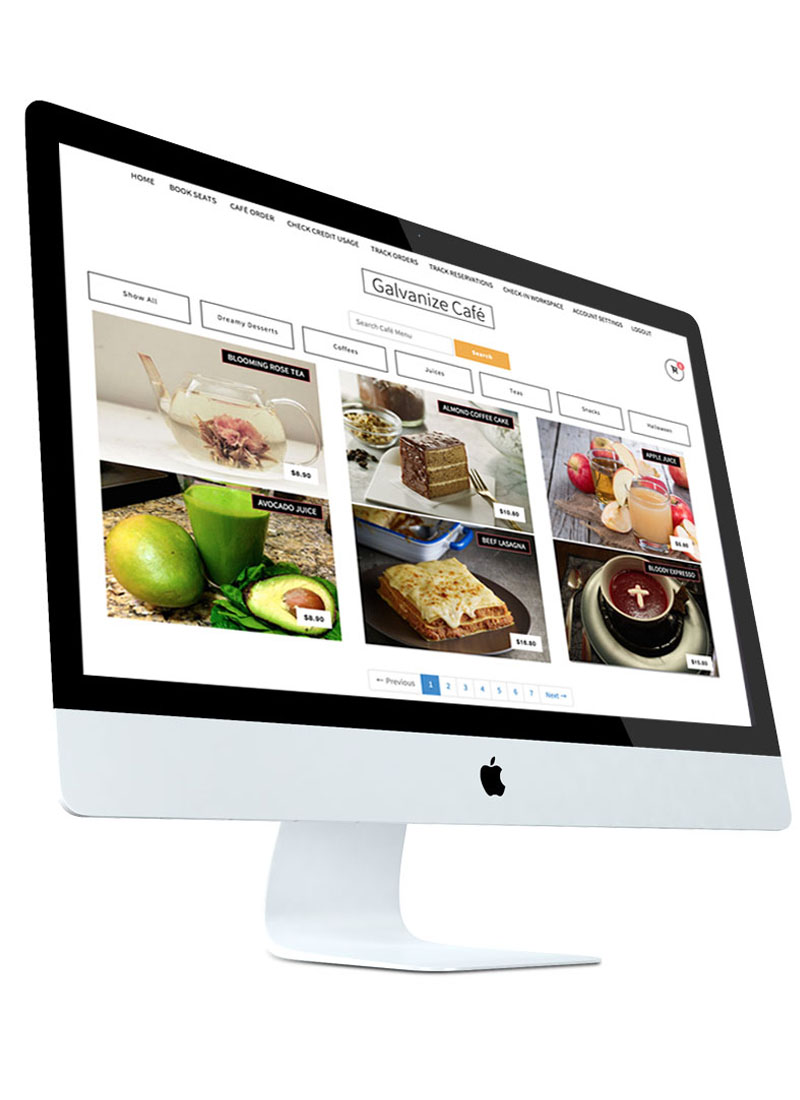 HOME
BOOK SEATS
CAFÉ ORDER
CHECK CREDIT USAGE
TRACK ORDERS
TRACK RESERVATIONS
CHECK-IN WORKSPACE
ACCOUNT SETTINGS
LOGOUT
Galvanize Café
Search Café Menu
Search
Show All
Dreamy Desserts
Coffees
Juices
Teas
Snacks
Halloween
BLOOMING ROSE TEA
$8.90
ALMOND COFFEE CAKE
$10.80
APPLE JUICE
AVOCADO JUICE
$8.90
BEEF LASAGNA
$16.80
BLOODY EXPRESSO
$15.80
← Previous 1 2 3 4 5 6 7 Next →